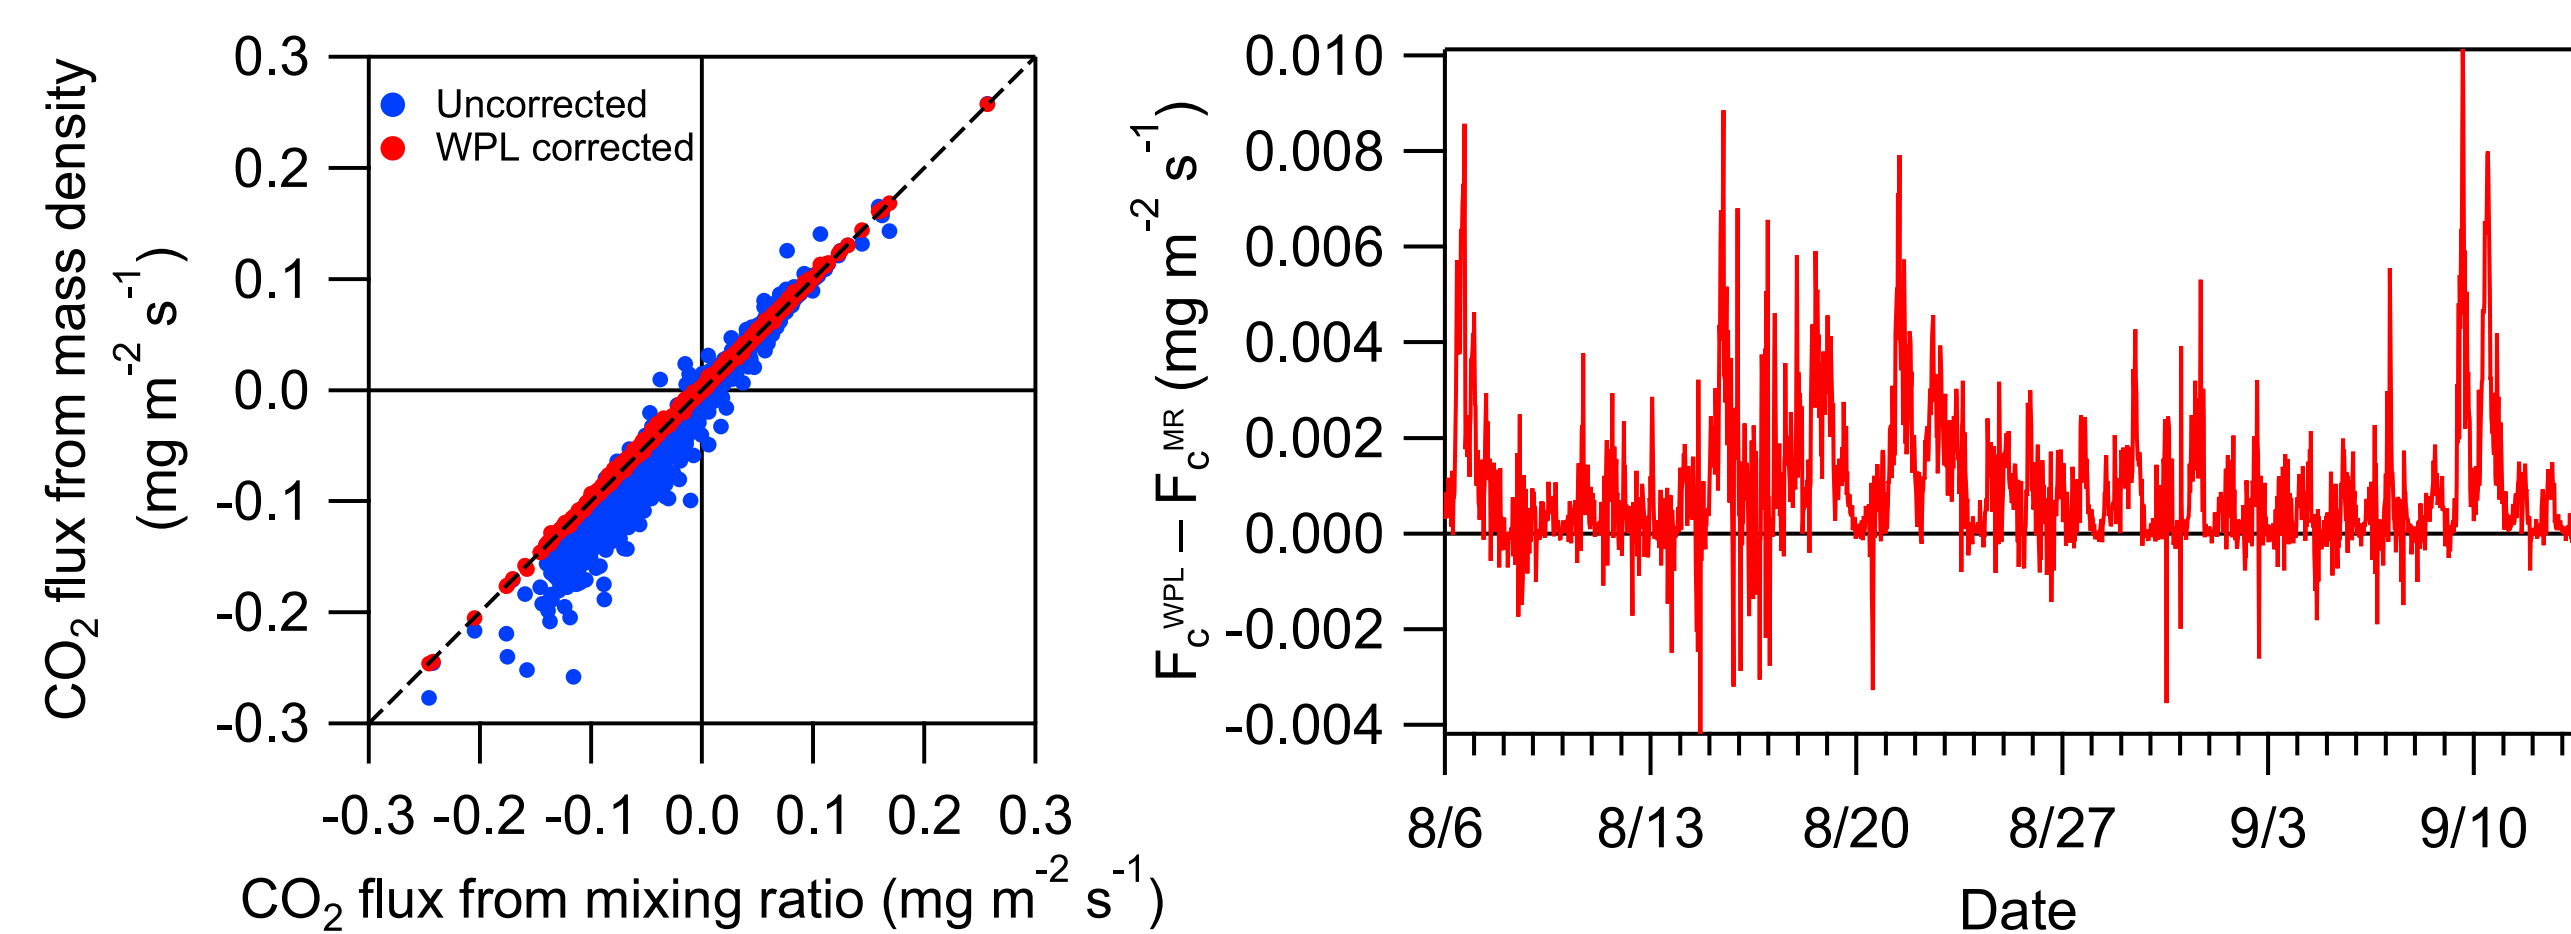 CO2 flux from mass density
(mg m-2 s-1)
0.3
0.2
0.1
0.0
-0.1
-0.2
-0.3
Uncorrected
WPL corrected
-0.3 -0.2 -0.1 0.0 0.1 0.2 0.3
CO2 flux from mixing ratio (mg m-2 s-1)
FcWPL – FcMR (mg m-2 s-1)
0.010
0.008
0.006
0.004
0.002
0.000
-0.002
-0.004
8/6 8/13 8/20 8/27 9/3 9/10
Date